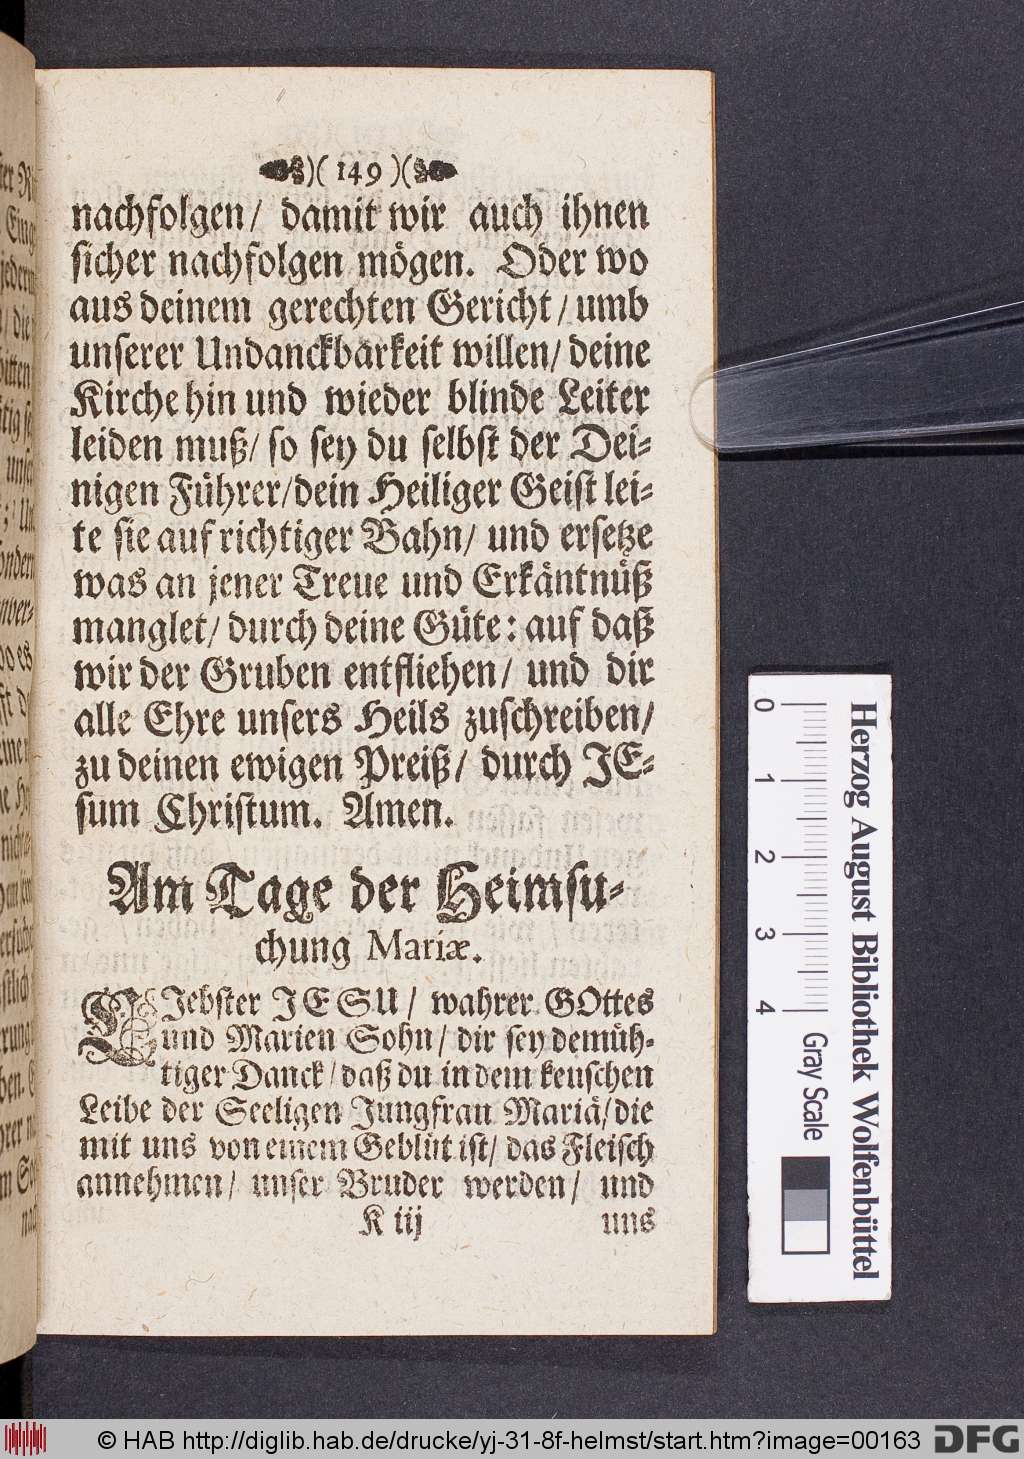 )( 149 )(
nachfolgen/ damit wir auch ihnen
sicher nachfolgen mögen. Oder wo
aus deinem gerechten Gericht/ umb
unserer Undanckbarkeit willen/ deine
Kirche hin und wieder blinde Leiter
leiden muß/ so sey du selbst der Dei-
nigen Führer/ dein Heiliger Geist lei-
te sie auf richtiger Bahn/ und ersetze
was an jener Treue und Erkäntnüß
manglet/ durch deine Güte: auf daß
wir der Gruben entfliehen/ und dir
alle Ehre unsers Heils zuschreiben/
zu deinen ewigen Preiß/ durch JE-
sum Christum. Amen.
Am Tage der Heimsu-
chung Mariæ.
LJebster JESU/ wahrer GOttes
und Marien Sohn/ dir sey demüh-
tiger Danck/ daß du in dem keuschen
Leibe der Seeligen Jungfrau Mariä/ die
mit uns von einem Geblüt ist/ das Fleisch
annehmen/ unser Bruder werden/ und
K iij uns
0 1 2 3 4
Gray Scale
Herzog August Bibliothek Wolfenbüttel
© HAB http://diglib.hab.de/drucke/yj-31-8f-helmst/start.htm?image=00163
DFG